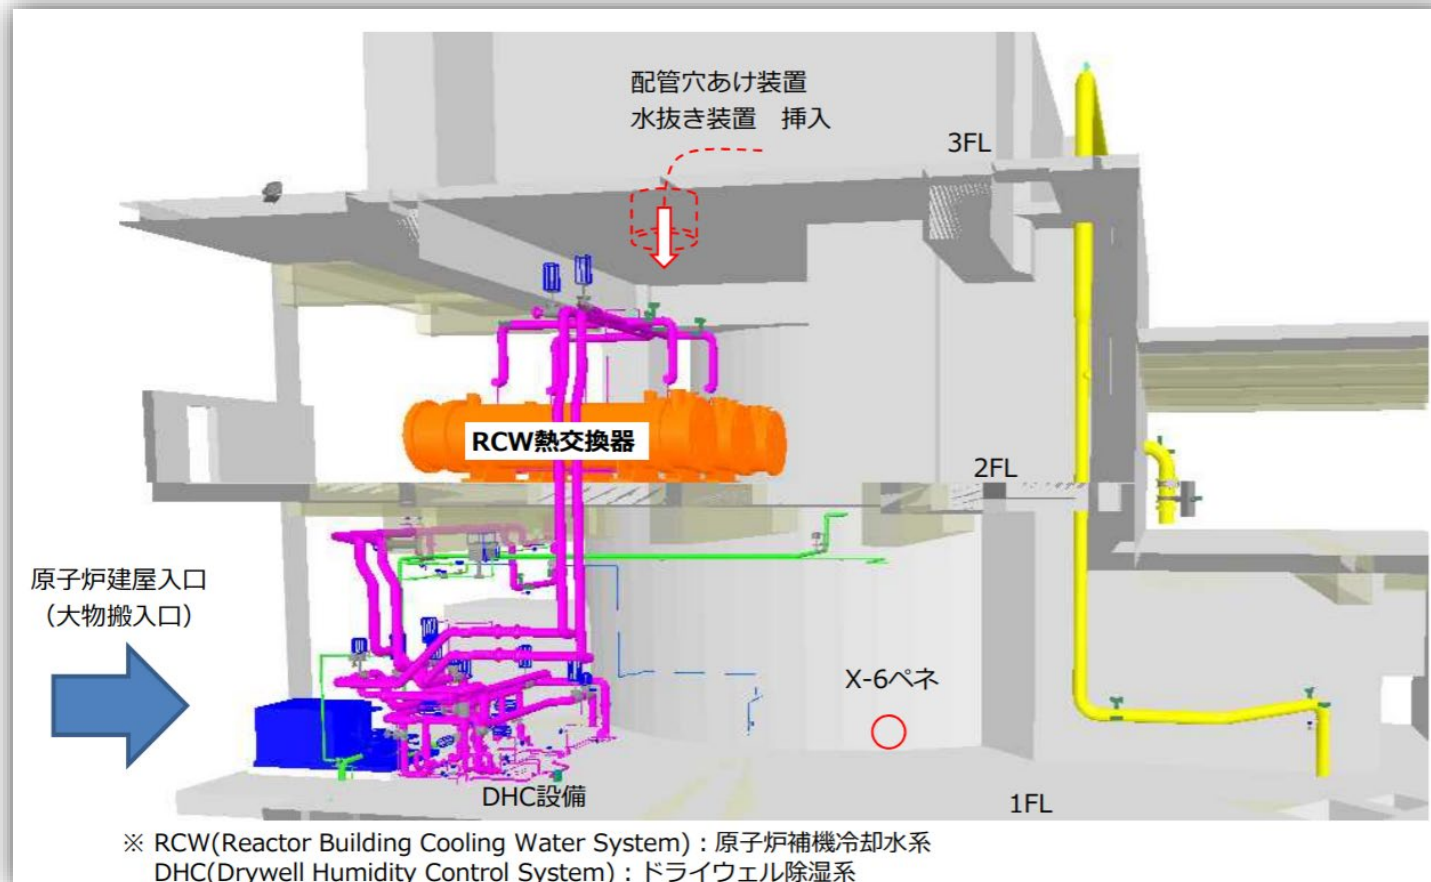 配管穴あけ装置
水抜き装置　挿入
3FL
RCW熱交換器
2FL
原子炉建屋入口
（大物搬入口）
X-6ペネ
DHC設備
1FL
※ RCW(Reactor Building Cooling Water System)：原子炉補機冷却水系
DHC(Drywell Humidity Control System)：ドライウェル除湿系